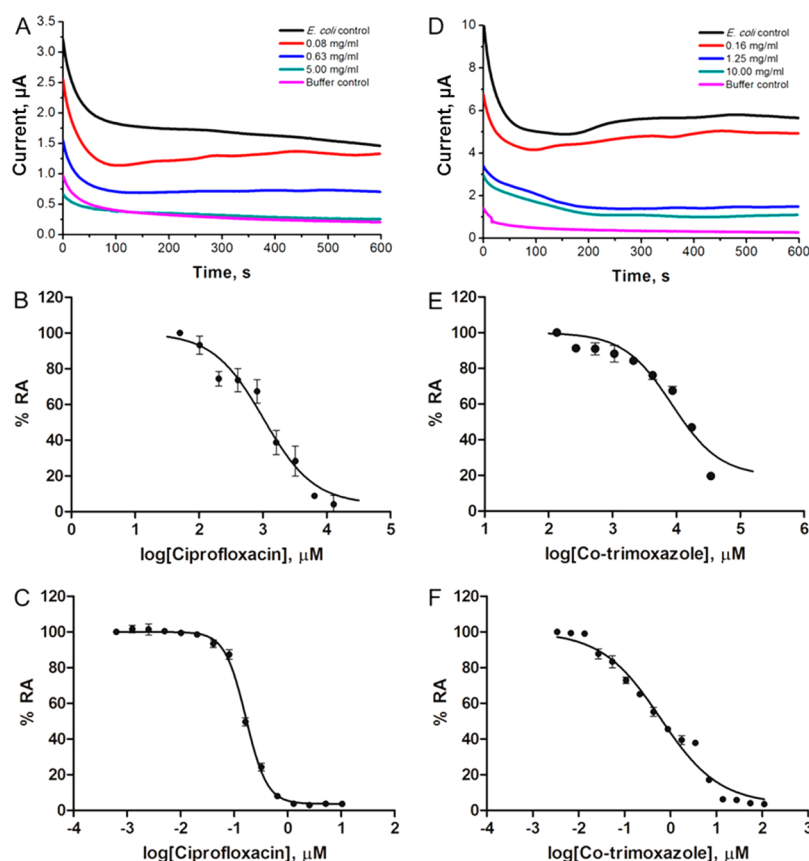 A
E. coli control
0.08 mg/ml
0.63 mg/ml
5.00 mg/ml
Buffer control
Current, μA
3.5
3.0
2.5
2.0
1.5
1.0
0.5
0.0
0 100 200 300 400 500 600
Time, s
D
E. coli control
0.16 mg/ml
1.25 mg/ml
10.00 mg/ml
Buffer control
Current, μA
10
8
6
4
2
0
0 100 200 300 400 500 600
Time, s
B
% RA
120
100
80
60
40
20
0
0 1 2 3 4 5
log[Ciprofloxacin], μM
E
% RA
120
100
80
60
40
20
0
1 2 3 4 5 6
log[Co-trimoxazole], μM
C
% RA
120
100
80
60
40
20
0
-4 -3 -2 -1 0 1 2
log[Ciprofloxacin], μM
F
% RA
120
100
80
60
40
20
0
-4 -3 -2 -1 0 1 2 3
log[Co-trimoxazole], μM